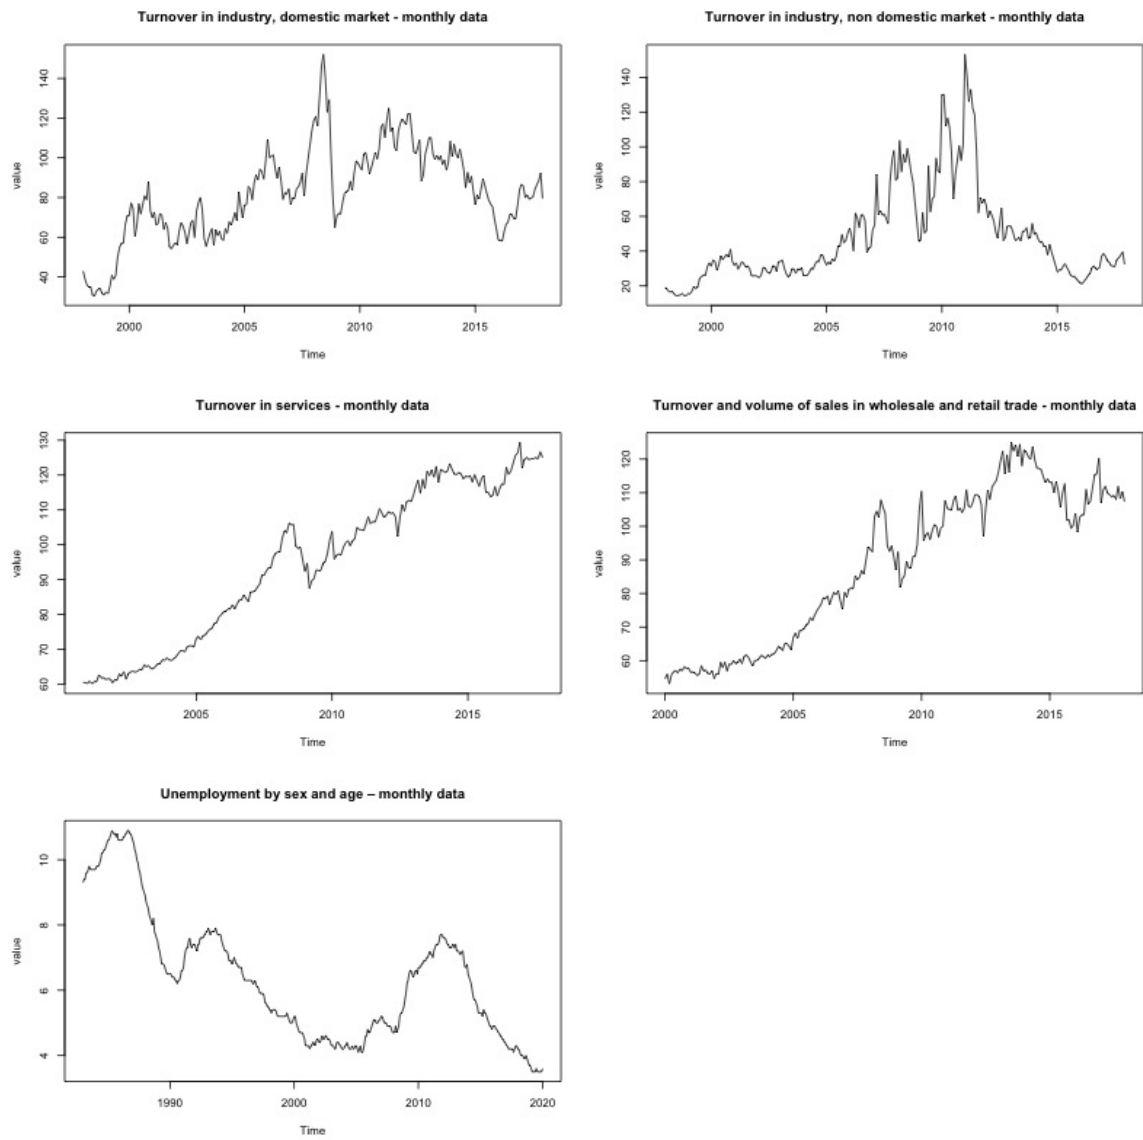 Turnover in industry, domestic market - monthly data
value
140
120
100
80
60
40
2000 2005 2010 2015
Time
Turnover in industry, non domestic market - monthly data
value
140
120
100
80
60
40
20
2000 2005 2010 2015
Time
Turnover in services - monthly data
value
130
120
110
100
90
80
70
60
2005 2010 2015
Time
Turnover and volume of sales in wholesale and retail trade - monthly data
value
120
110
100
90
80
70
60
2000 2005 2010 2015
Time
Unemployment by sex and age – monthly data
value
10
8
6
4
1990 2000 2010 2020
Time